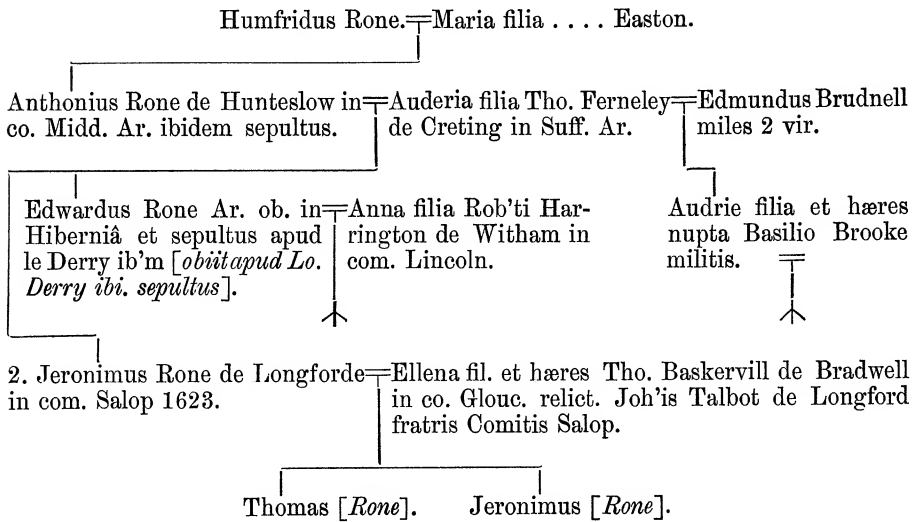 Humfridus Rone.╤Maria filia .... Easton.
Anthonius Rone de Hunteslow in╤Auderia filia Tho. Ferneley╤Edmundus Brudnell
co. Midd. Ar. ibidem sepultus. de Creting in Suff. Ar. miles 2 vir.
Edwardus Rone Ar. ob. in╤Anna filia Rob'ti Har-
Hiberniâ et sepultus apud rington de Witham in
le Derry ib'm [obiit apud Lo. com. Lincoln.
Derry ibi. sepultus].
Audrie filia et hæres
nupta Basilio Brooke
militis.
2. Jeronimus Rone de Longforde╤Ellena fil. et hæres Tho. Baskervill de Bradwell
in com. Salop 1623. in co. Glouc. relict. Joh'is Talbot de Longford
fratris Comitis Salop.
Thomas [Rone]. Jeronimus [Rone].